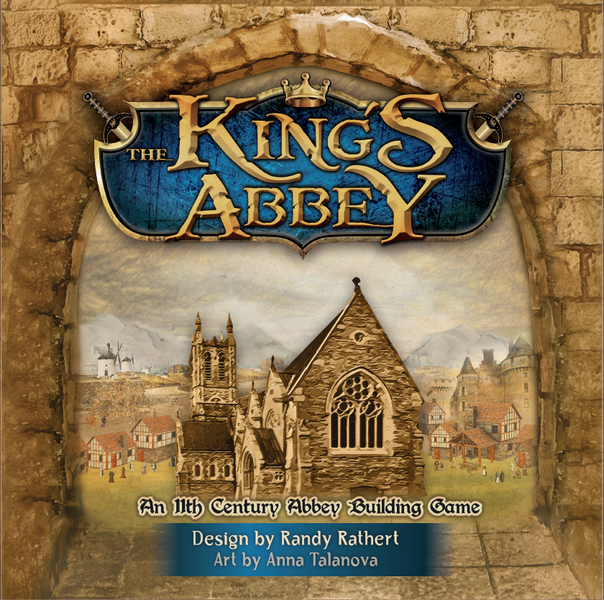 THE KING'S
ABBEY
An 11th Century Abbey Building Game
Design by Randy Rathert
Art by Anna Talanova